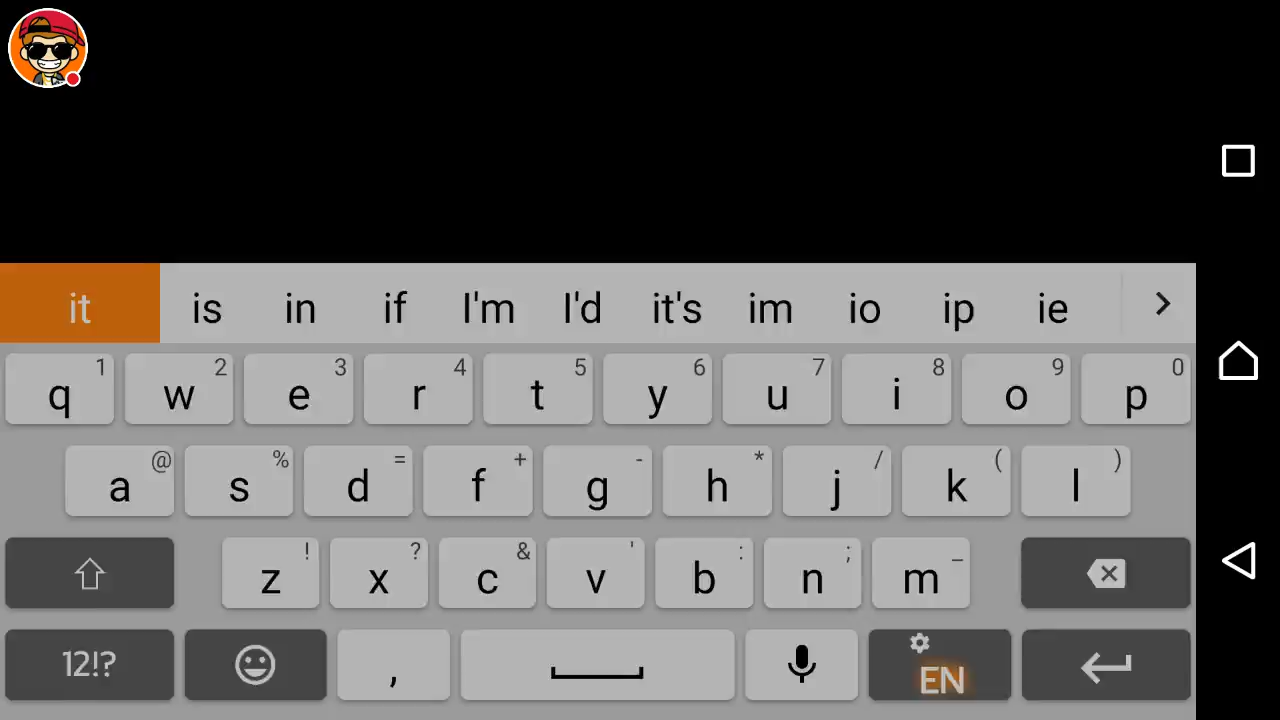 it is in if I'm I'd it's im io ip ie
q 1 w 2 e 3 r 4 t 5 y 6 u 7 i 8 o 9 p 0
a @ s % d = f + g - h * j / k ( l )
z ! x ? c & v ' b : n ; m _
12!? , EN